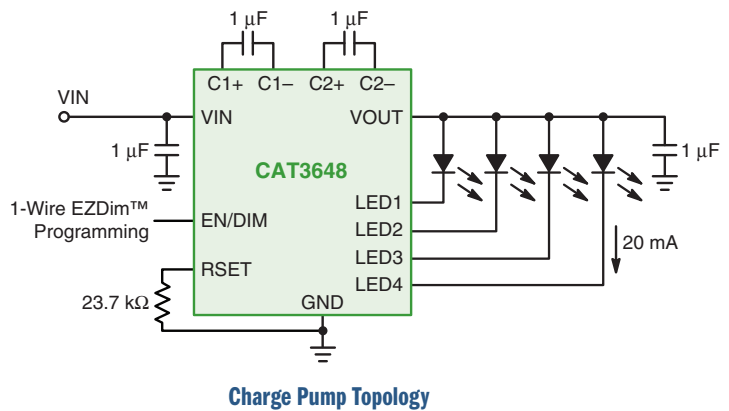 1 µF
1 µF
C1+ C1– C2+ C2–
VIN
VIN
VOUT
1 µF
1 µF
CAT3648
1-Wire EZDim™
Programming
EN/DIM
LED1
LED2
LED3
LED4
20 mA
RSET
23.7 kΩ
GND
Charge Pump Topology